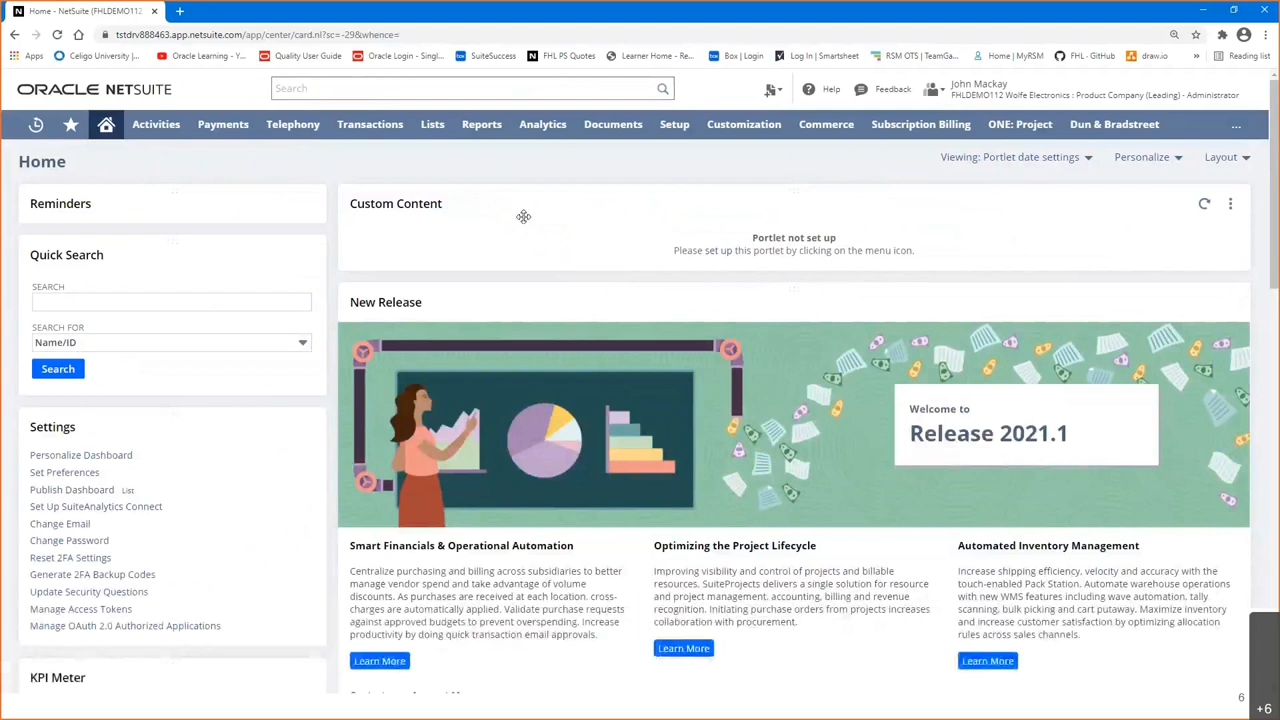 Home - NetSuite (FHLDEMO112
tstdrv888463.app.netsuite.com/app/center/card.nl?sc=-29&whence=
Apps
Celigo University |...
Oracle Learning - Y...
Quality User Guide
Oracle Login - Singl...
SuiteSuccess
FHL PS Quotes
Learner Home - Re...
Box | Login
Log In | Smartsheet
RSM OTS | TeamGa...
Home | MyRSM
FHL · GitHub
draw.io
»
Reading list
ORACLE NETSUITE
Search
Help
Feedback
John Mackay
FHLDEMO112 Wolfe Electronics : Product Company (Leading) - Administrator
Activities
Payments
Telephony
Transactions
Lists
Reports
Analytics
Documents
Setup
Customization
Commerce
Subscription Billing
ONE: Project
Dun & Bradstreet
...
Home
Viewing: Portlet date settings
Personalize
Layout
Reminders
Quick Search
SEARCH
SEARCH FOR
Name/ID
Search
Settings
Personalize Dashboard
Set Preferences
Publish Dashboard List
Set Up SuiteAnalytics Connect
Change Email
Change Password
Reset 2FA Settings
Generate 2FA Backup Codes
Update Security Questions
Manage Access Tokens
Manage OAuth 2.0 Authorized Applications
KPI Meter
Custom Content
Portlet not set up
Please set up this portlet by clicking on the menu icon.
New Release
Welcome to
Release 2021.1
Smart Financials & Operational Automation
Centralize purchasing and billing across subsidiaries to better
manage vendor spend and take advantage of volume
discounts. As purchases are received at each location. cross-
charges are automatically applied. Validate purchase requests
against approved budgets to prevent overspending. Increase
productivity by doing quick transaction email approvals.
Learn More
Optimizing the Project Lifecycle
Improving visibility and control of projects and billable
resources. SuiteProjects delivers a single solution for resource
and project management. accounting, billing and revenue
recognition. Initiating purchase orders from projects increases
collaboration with procurement.
Learn More
Automated Inventory Management
Increase shipping efficiency, velocity and accuracy with the
touch-enabled Pack Station. Automate warehouse operations
with new WMS features including wave automation, tally
scanning, bulk picking and cart putaway. Maximize inventory
and increase customer satisfaction by optimizing allocation
rules across sales channels.
Learn More
6
+6